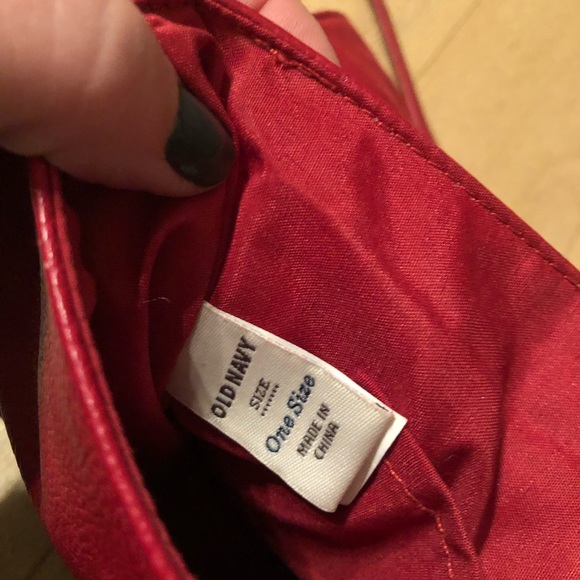 OLD NAVY
SIZE
One Size
MADE IN
CHINA